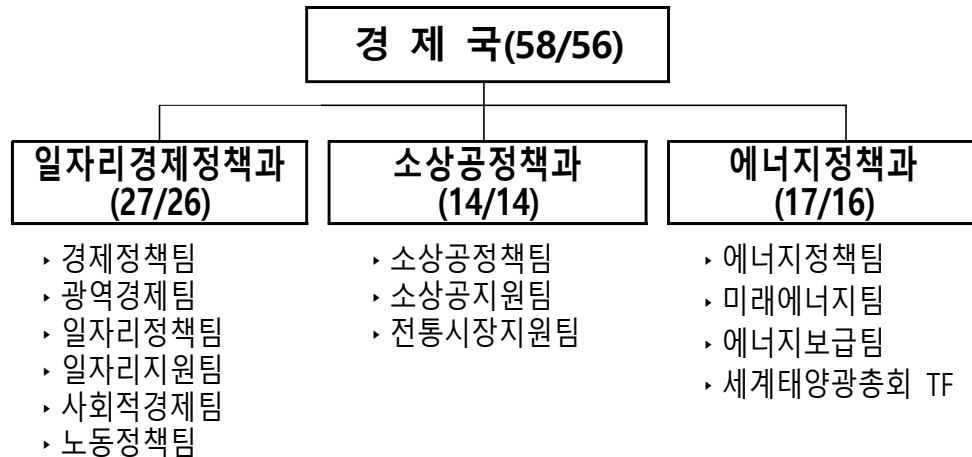 경 제 국(58/56)
일자리경제정책과
(27/26)
‣ 경제정책팀
‣ 광역경제팀
‣ 일자리정책팀
‣ 일자리지원팀
‣ 사회적경제팀
‣ 노동정책팀
소상공정책과
(14/14)
‣ 소상공정책팀
‣ 소상공지원팀
‣ 전통시장지원팀
에너지정책과
(17/16)
‣ 에너지정책팀
‣ 미래에너지팀
‣ 에너지보급팀
‣ 세계태양광총회 TF